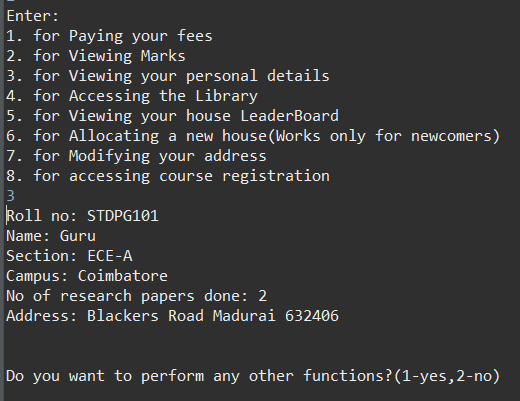 Enter:
1. for Paying your fees
2. for Viewing Marks
3. for Viewing your personal details
4. for Accessing the Library
5. for Viewing your house LeaderBoard
6. for Allocating a new house(Works only for newcomers)
7. for Modifying your address
8. for accessing course registration
3
Roll no: STDPG101
Name: Guru
Section: ECE-A
Campus: Coimbatore
No of research papers done: 2
Address: Blackers Road Madurai 632406
Do you want to perform any other functions?(1-yes,2-no)